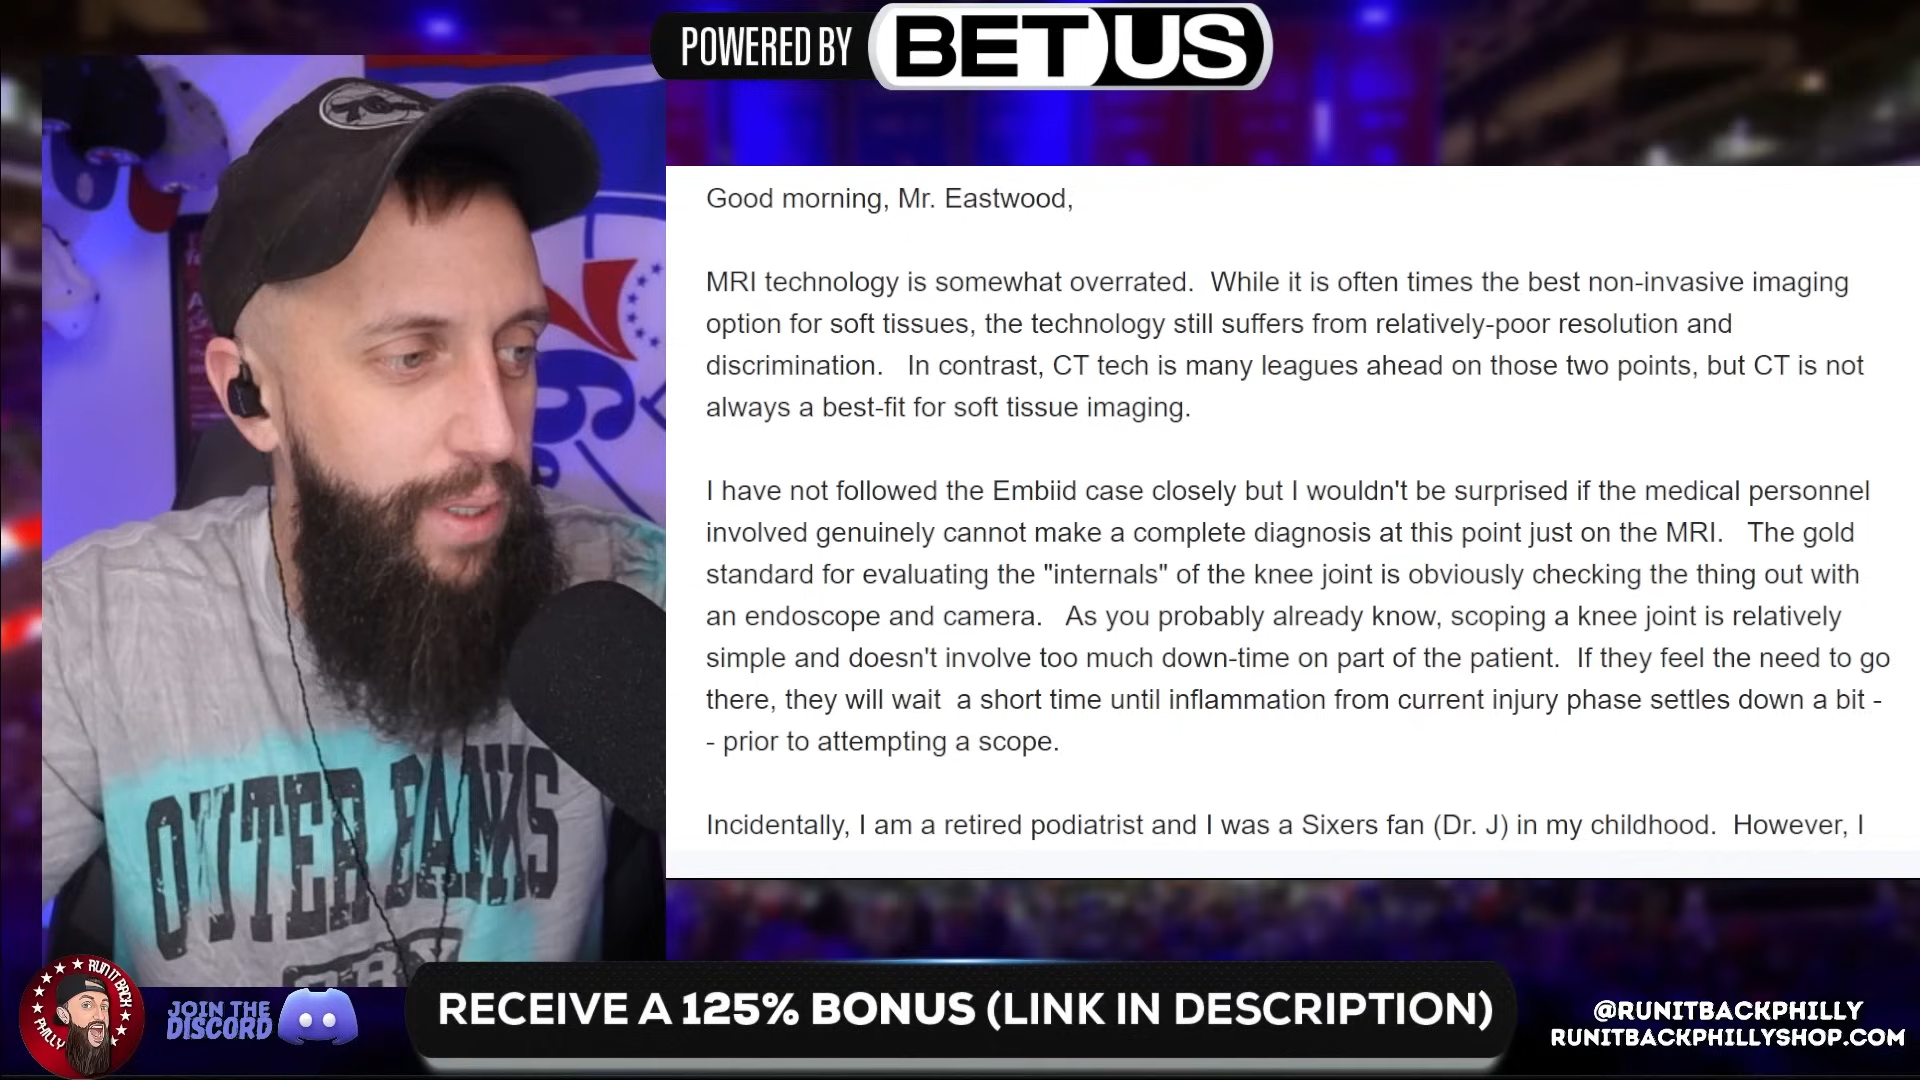 POWERED BY BETUS
Good morning, Mr. Eastwood,
MRI technology is somewhat overrated.  While it is often times the best non-invasive imaging
option for soft tissues, the technology still suffers from relatively-poor resolution and
discrimination.   In contrast, CT tech is many leagues ahead on those two points, but CT is not
always a best-fit for soft tissue imaging.
I have not followed the Embiid case closely but I wouldn't be surprised if the medical personnel
involved genuinely cannot make a complete diagnosis at this point just on the MRI.   The gold
standard for evaluating the "internals" of the knee joint is obviously checking the thing out with
an endoscope and camera.   As you probably already know, scoping a knee joint is relatively
simple and doesn't involve too much down-time on part of the patient.  If they feel the need to go
there, they will wait  a short time until inflammation from current injury phase settles down a bit -
- prior to attempting a scope.
Incidentally, I am a retired podiatrist and I was a Sixers fan (Dr. J) in my childhood.  However, I
OUTER BANKS
RUN IT BACK
PHILLY
JOIN THE
DISCORD
RECEIVE A 125% BONUS (LINK IN DESCRIPTION)
@RUNITBACKPHILLY
RUNITBACKPHILLYSHOP.COM